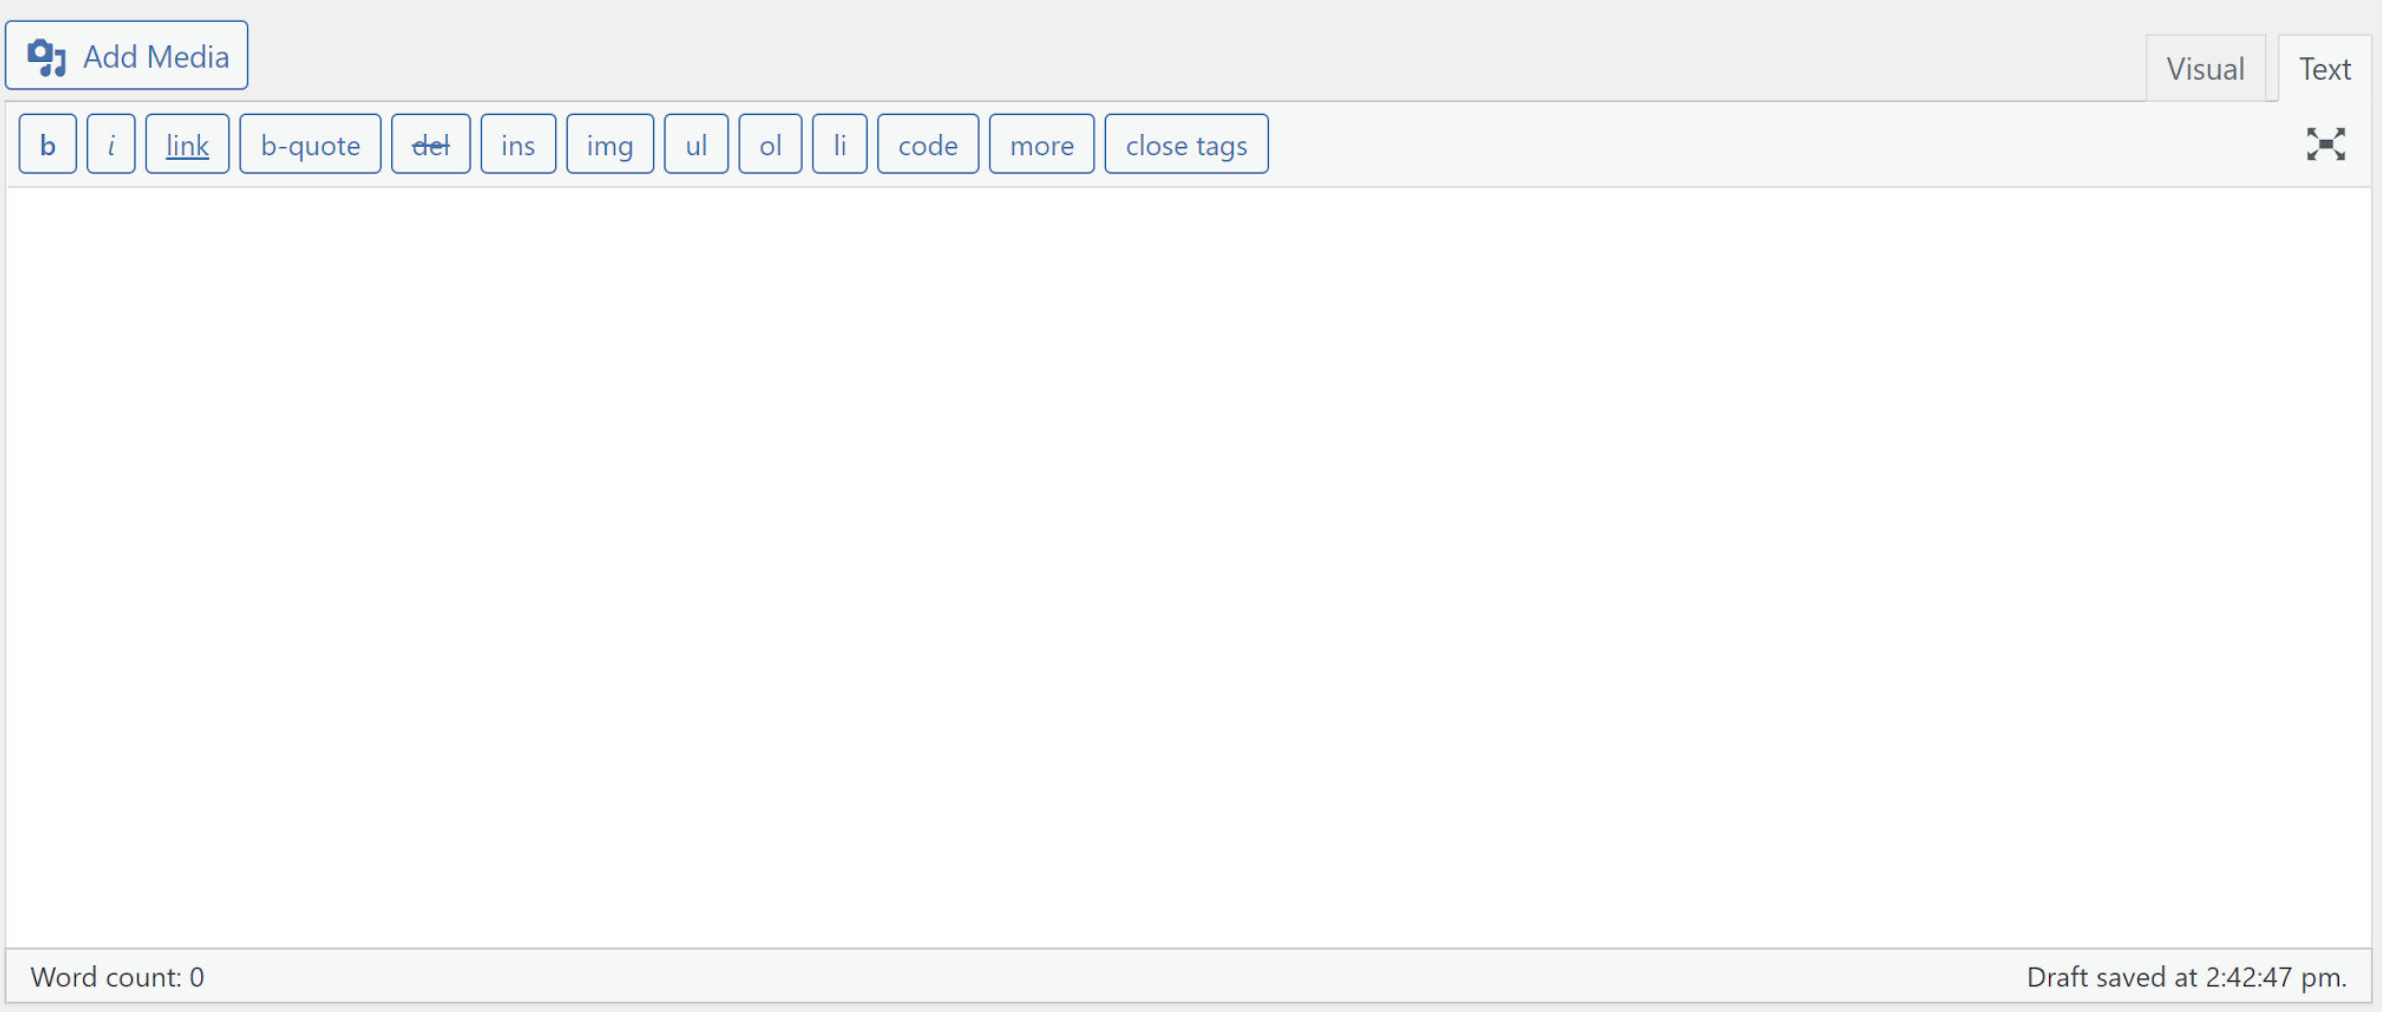 Add Media
Visual Text
b i link b-quote del ins img ul ol li code more close tags
Word count: 0
Draft saved at 2:42:47 pm.